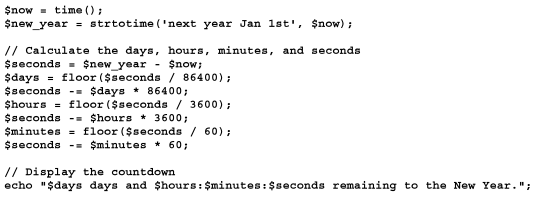 $now = time();
$new_year = strtotime('next year Jan 1st', $now);
// Calculate the days, hours, minutes, and seconds
$seconds = $new_year - $now;
$days = floor($seconds / 86400);
$seconds -= $days * 86400;
$hours = floor($seconds / 3600);
$seconds -= $hours * 3600;
$minutes = floor($seconds / 60);
$seconds -= $minutes * 60;
// Display the countdown
echo "$days days and $hours:$minutes:$seconds remaining to the New Year.";